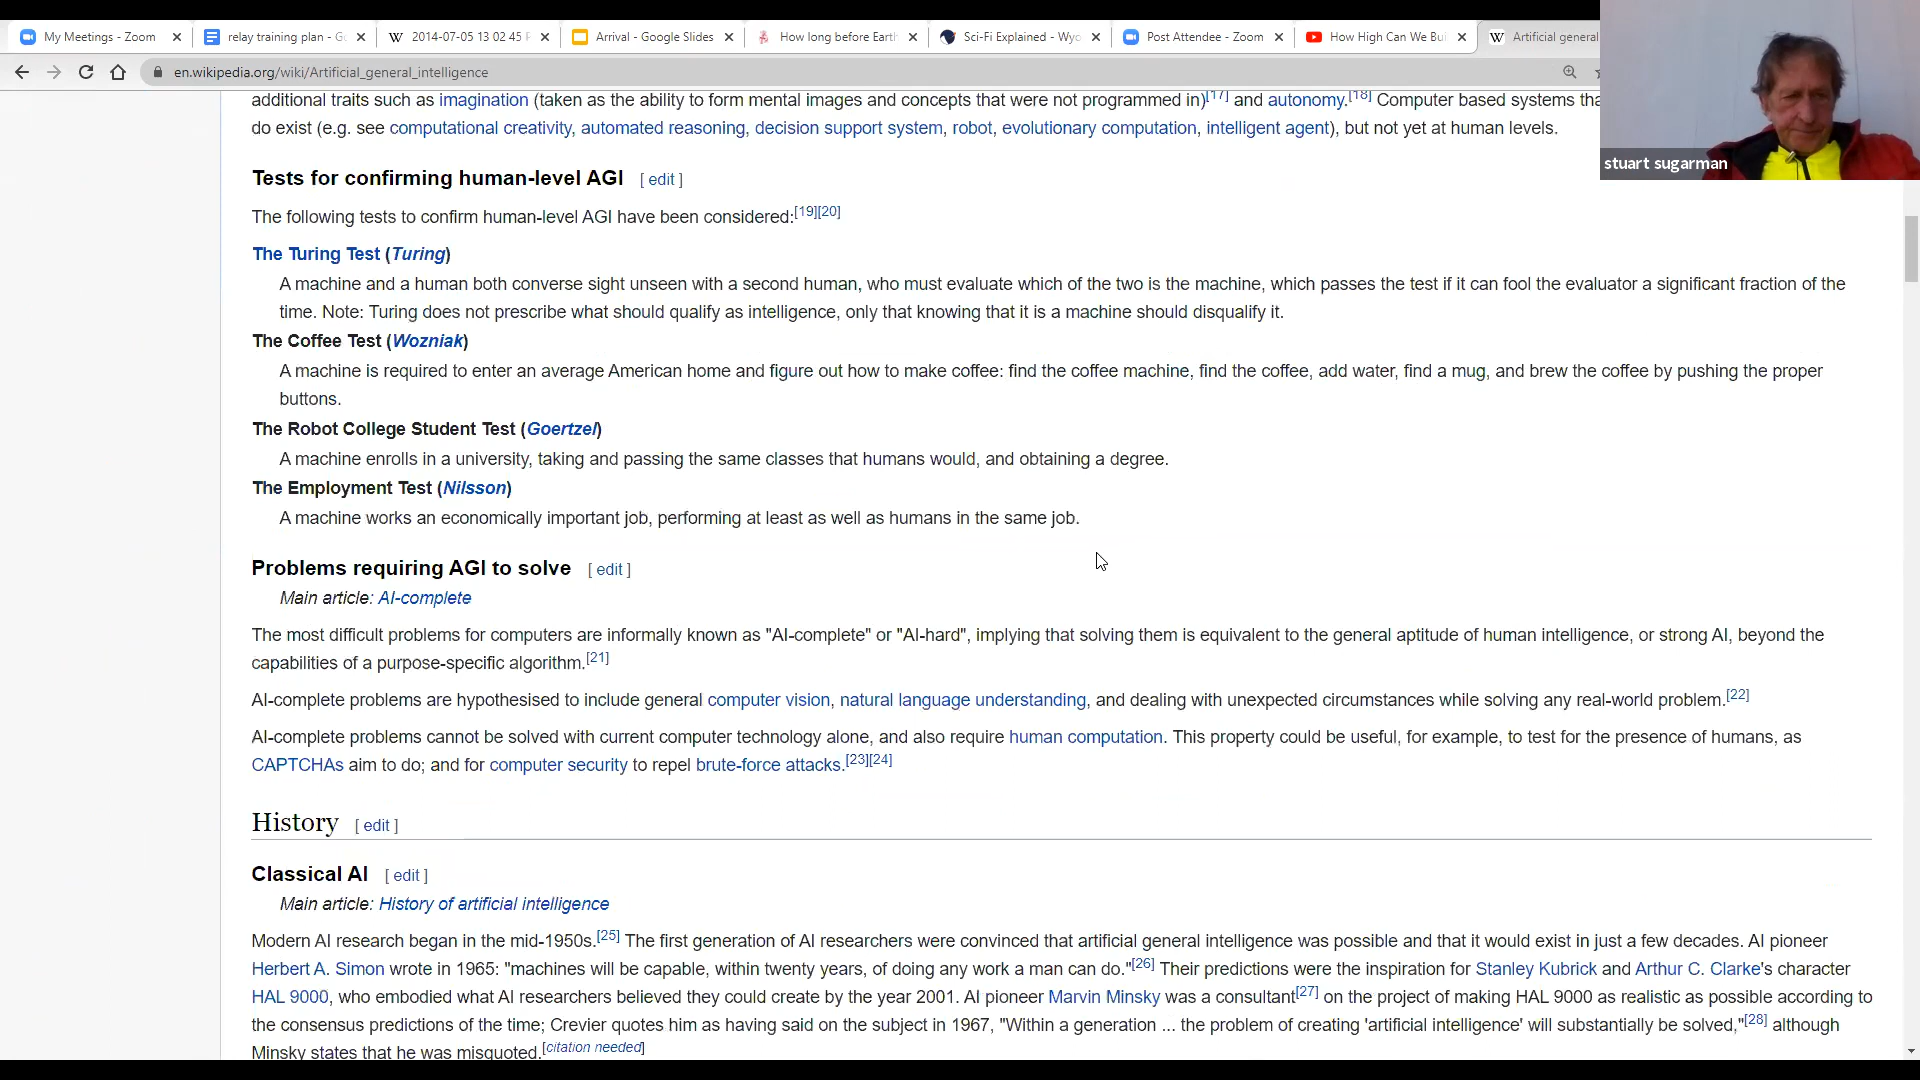 My Meetings - Zoom
relay training plan - G
2014-07-05 13 02 45
Arrival - Google Slides
How long before Earth
Sci-Fi Explained - Wyo
Post Attendee - Zoom
How High Can We Bui
Artificial general
en.wikipedia.org/wiki/Artificial_general_intelligence
stuart sugarman
additional traits such as imagination (taken as the ability to form mental images and concepts that were not programmed in)[17] and autonomy.[18] Computer based systems tha
do exist (e.g. see computational creativity, automated reasoning, decision support system, robot, evolutionary computation, intelligent agent), but not yet at human levels.
Tests for confirming human-level AGI [ edit ]
The following tests to confirm human-level AGI have been considered:[19][20]
The Turing Test (Turing)
A machine and a human both converse sight unseen with a second human, who must evaluate which of the two is the machine, which passes the test if it can fool the evaluator a significant fraction of the
time. Note: Turing does not prescribe what should qualify as intelligence, only that knowing that it is a machine should disqualify it.
The Coffee Test (Wozniak)
A machine is required to enter an average American home and figure out how to make coffee: find the coffee machine, find the coffee, add water, find a mug, and brew the coffee by pushing the proper
buttons.
The Robot College Student Test (Goertzel)
A machine enrolls in a university, taking and passing the same classes that humans would, and obtaining a degree.
The Employment Test (Nilsson)
A machine works an economically important job, performing at least as well as humans in the same job.
Problems requiring AGI to solve [ edit ]
Main article: AI-complete
The most difficult problems for computers are informally known as "AI-complete" or "AI-hard", implying that solving them is equivalent to the general aptitude of human intelligence, or strong AI, beyond the
capabilities of a purpose-specific algorithm.[21]
AI-complete problems are hypothesised to include general computer vision, natural language understanding, and dealing with unexpected circumstances while solving any real-world problem.[22]
AI-complete problems cannot be solved with current computer technology alone, and also require human computation. This property could be useful, for example, to test for the presence of humans, as
CAPTCHAs aim to do; and for computer security to repel brute-force attacks.[23][24]
History [ edit ]
Classical AI [ edit ]
Main article: History of artificial intelligence
Modern AI research began in the mid-1950s.[25] The first generation of AI researchers were convinced that artificial general intelligence was possible and that it would exist in just a few decades. AI pioneer
Herbert A. Simon wrote in 1965: "machines will be capable, within twenty years, of doing any work a man can do."[26] Their predictions were the inspiration for Stanley Kubrick and Arthur C. Clarke's character
HAL 9000, who embodied what AI researchers believed they could create by the year 2001. AI pioneer Marvin Minsky was a consultant[27] on the project of making HAL 9000 as realistic as possible according to
the consensus predictions of the time; Crevier quotes him as having said on the subject in 1967, "Within a generation ... the problem of creating 'artificial intelligence' will substantially be solved,"[28] although
Minsky states that he was misquoted.[citation needed]